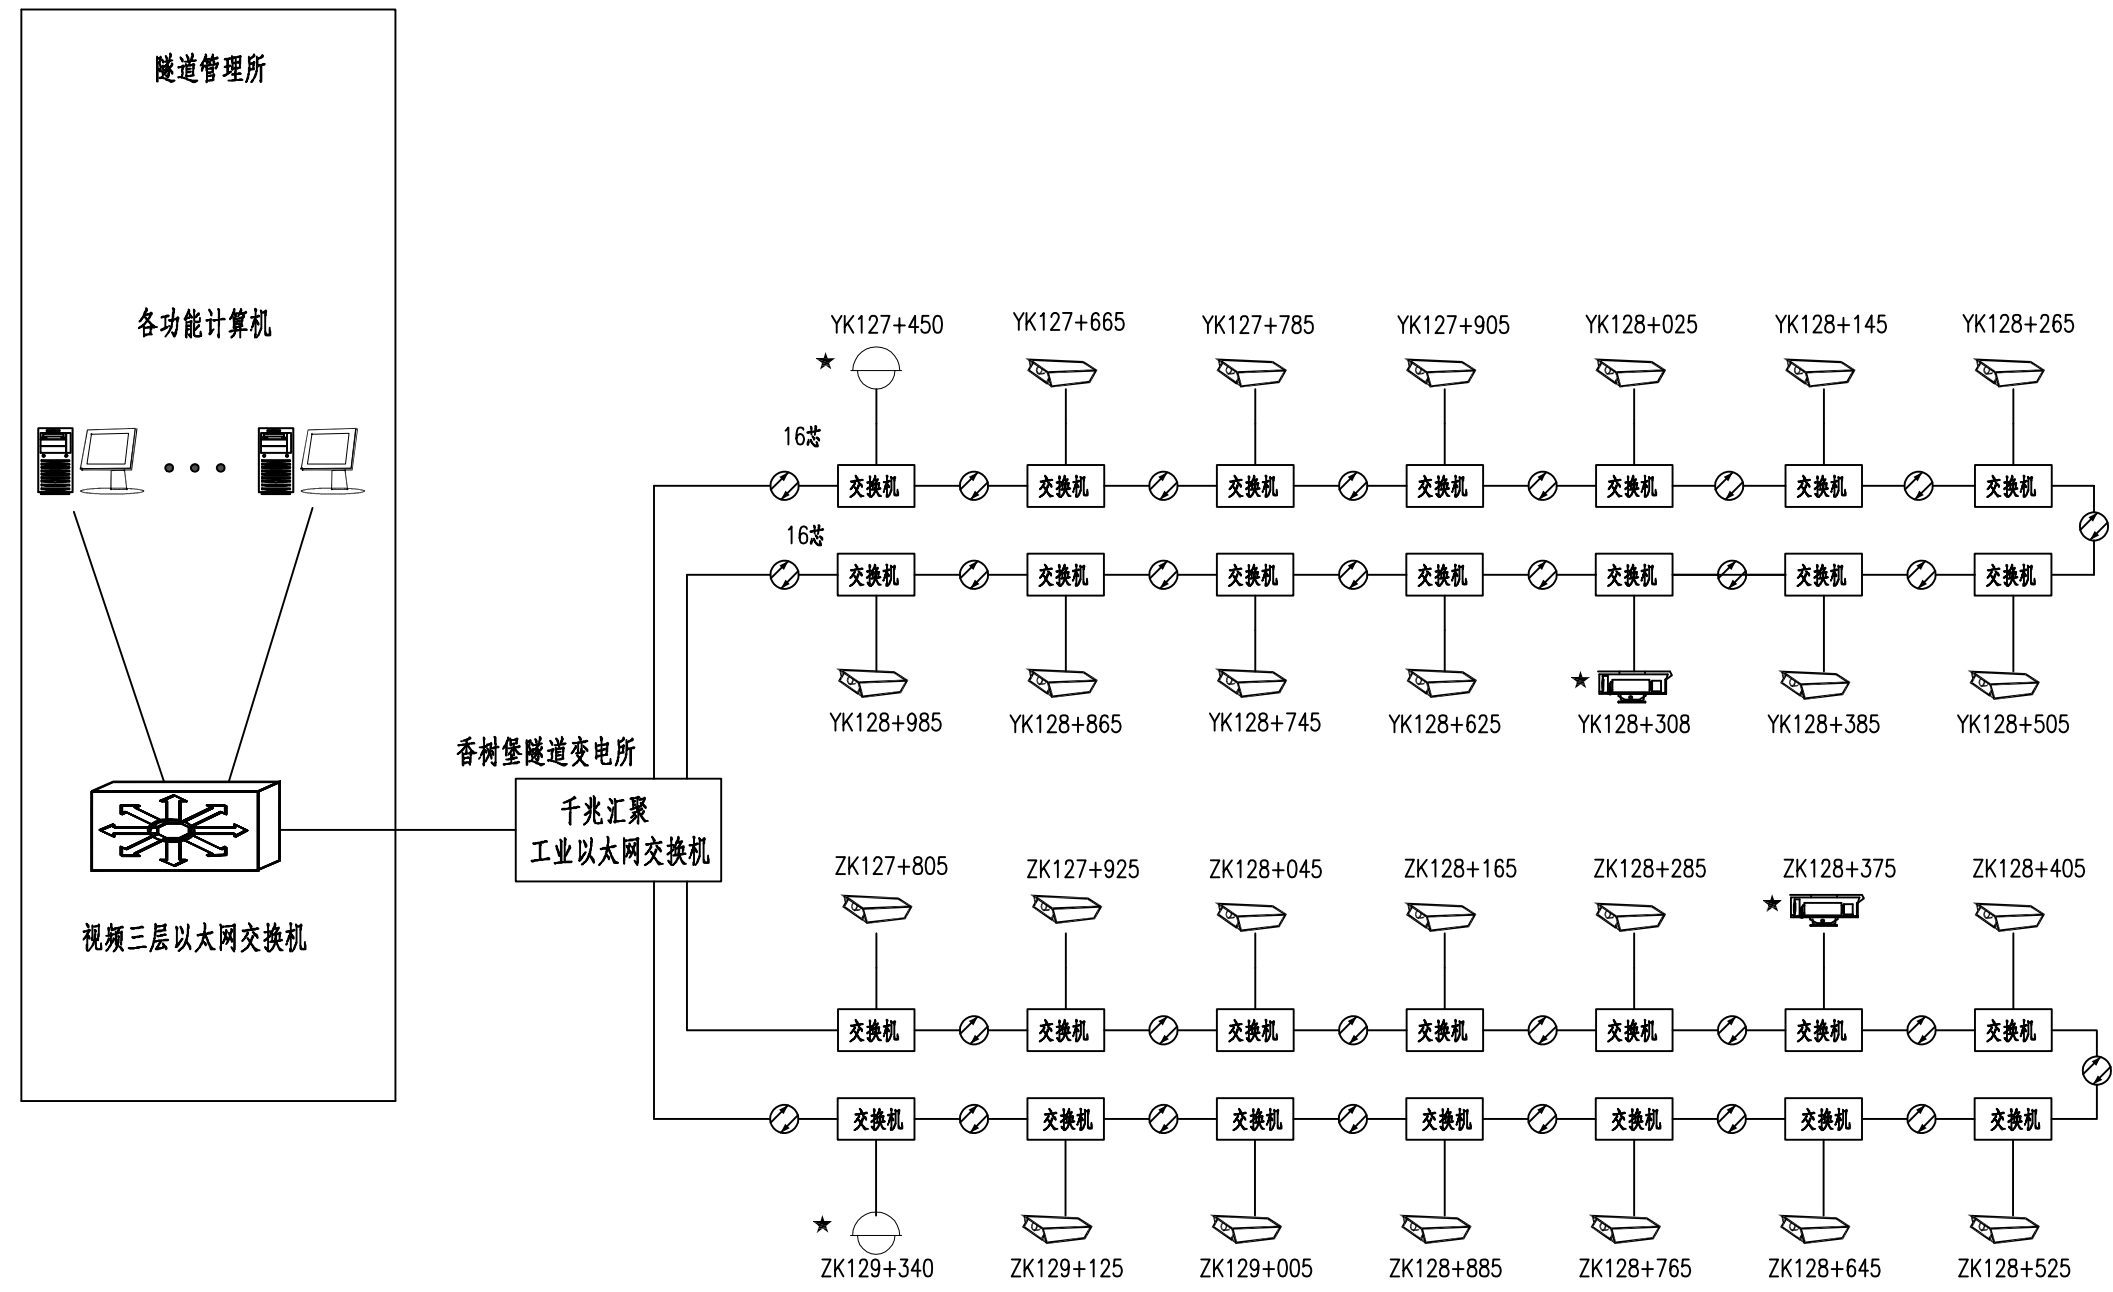 隧道管理所
各功能计算机
视频三层以太网交换机
香树堡隧道变电所
千兆汇聚
工业以太网交换机
YK127+450
YK127+665
YK127+785
YK127+905
YK128+025
YK128+145
YK128+265
★
16芯
交换机
交换机
交换机
交换机
交换机
交换机
交换机
16芯
交换机
交换机
交换机
交换机
交换机
交换机
交换机
★
YK128+985
YK128+865
YK128+745
YK128+625
YK128+308
YK128+385
YK128+505
ZK127+805
ZK127+925
ZK128+045
ZK128+165
ZK128+285
ZK128+375
ZK128+405
★
交换机
交换机
交换机
交换机
交换机
交换机
交换机
交换机
交换机
交换机
交换机
交换机
交换机
交换机
★
ZK129+340
ZK129+125
ZK129+005
ZK128+885
ZK128+765
ZK128+645
ZK128+525